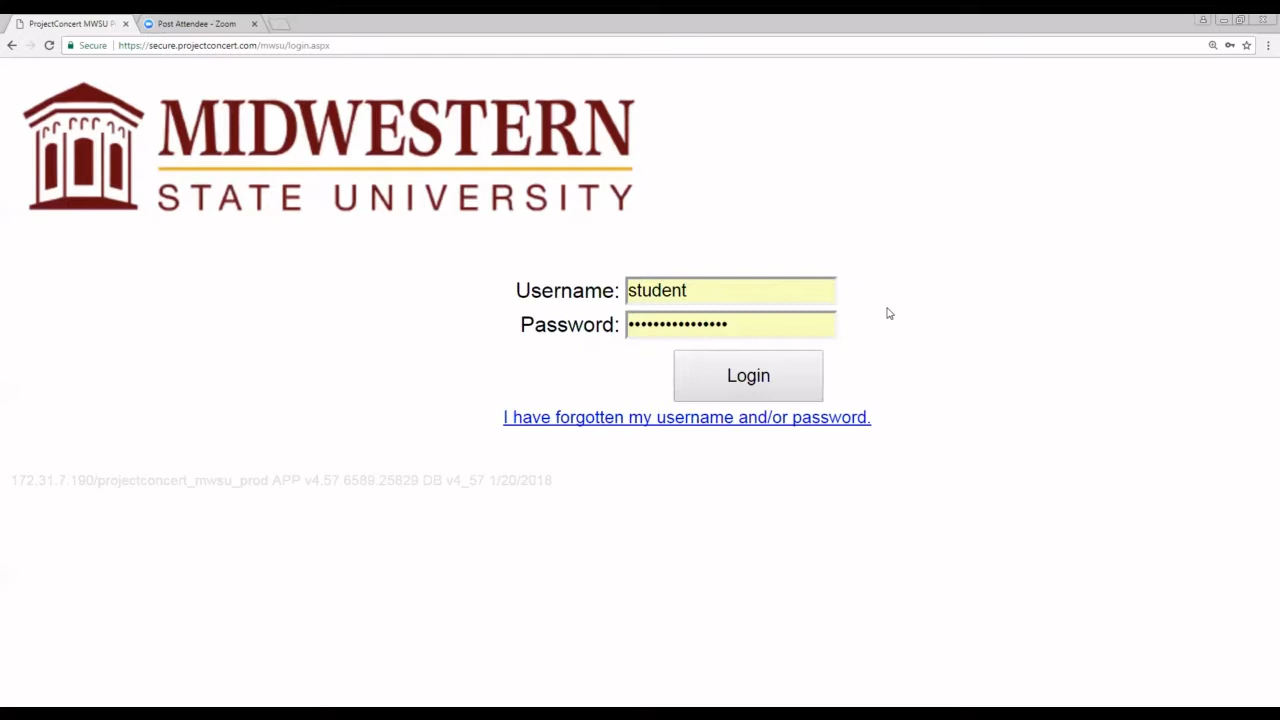 ProjectConcert MWSU P
Post Attendee - Zoom
Secure
https://secure.projectconcert.com/mwsu/login.aspx
MIDWESTERN
STATE UNIVERSITY
Username: student
Password: ••••••••••••••••
Login
I have forgotten my username and/or password.
172.31.7.190/projectconcert_mwsu_prod APP v4.57 6589.25829 DB v4_57 1/20/2018